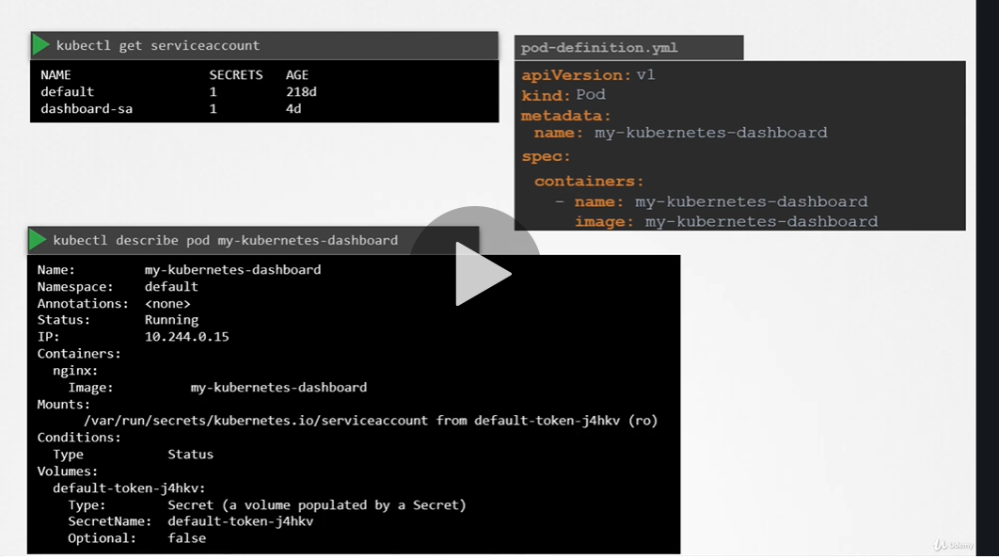 kubectl get serviceaccount
NAME SECRETS AGE
default 1 218d
dashboard-sa 1 4d
pod-definition.yml
apiVersion: v1
kind: Pod
metadata:
name: my-kubernetes-dashboard
spec:
containers:
- name: my-kubernetes-dashboard
image: my-kubernetes-dashboard
kubectl describe pod my-kubernetes-dashboard
Name: my-kubernetes-dashboard
Namespace: default
Annotations: <none>
Status: Running
IP: 10.244.0.15
Containers:
nginx:
Image: my-kubernetes-dashboard
Mounts:
/var/run/secrets/kubernetes.io/serviceaccount from default-token-j4hkv (ro)
Conditions:
Type Status
Volumes:
default-token-j4hkv:
Type: Secret (a volume populated by a Secret)
SecretName: default-token-j4hkv
Optional: false
Udemy